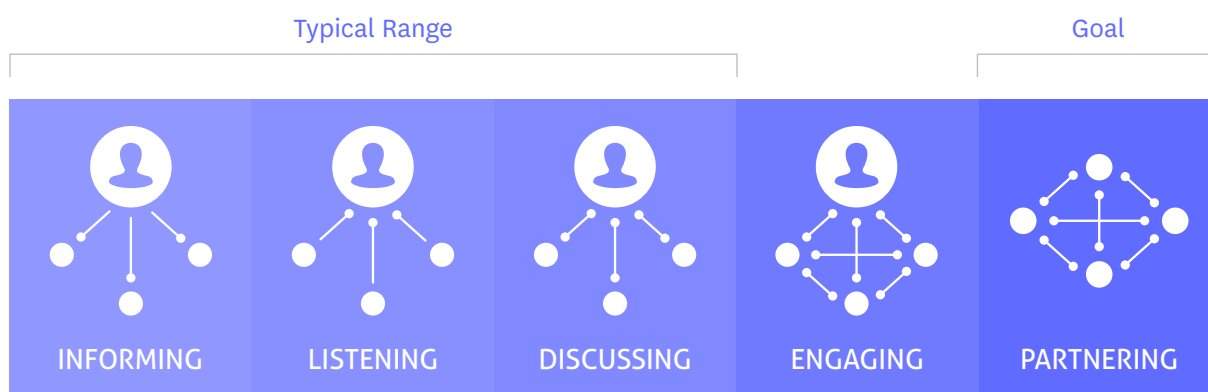 Typical Range
Goal
INFORMING
LISTENING
DISCUSSING
ENGAGING
PARTNERING